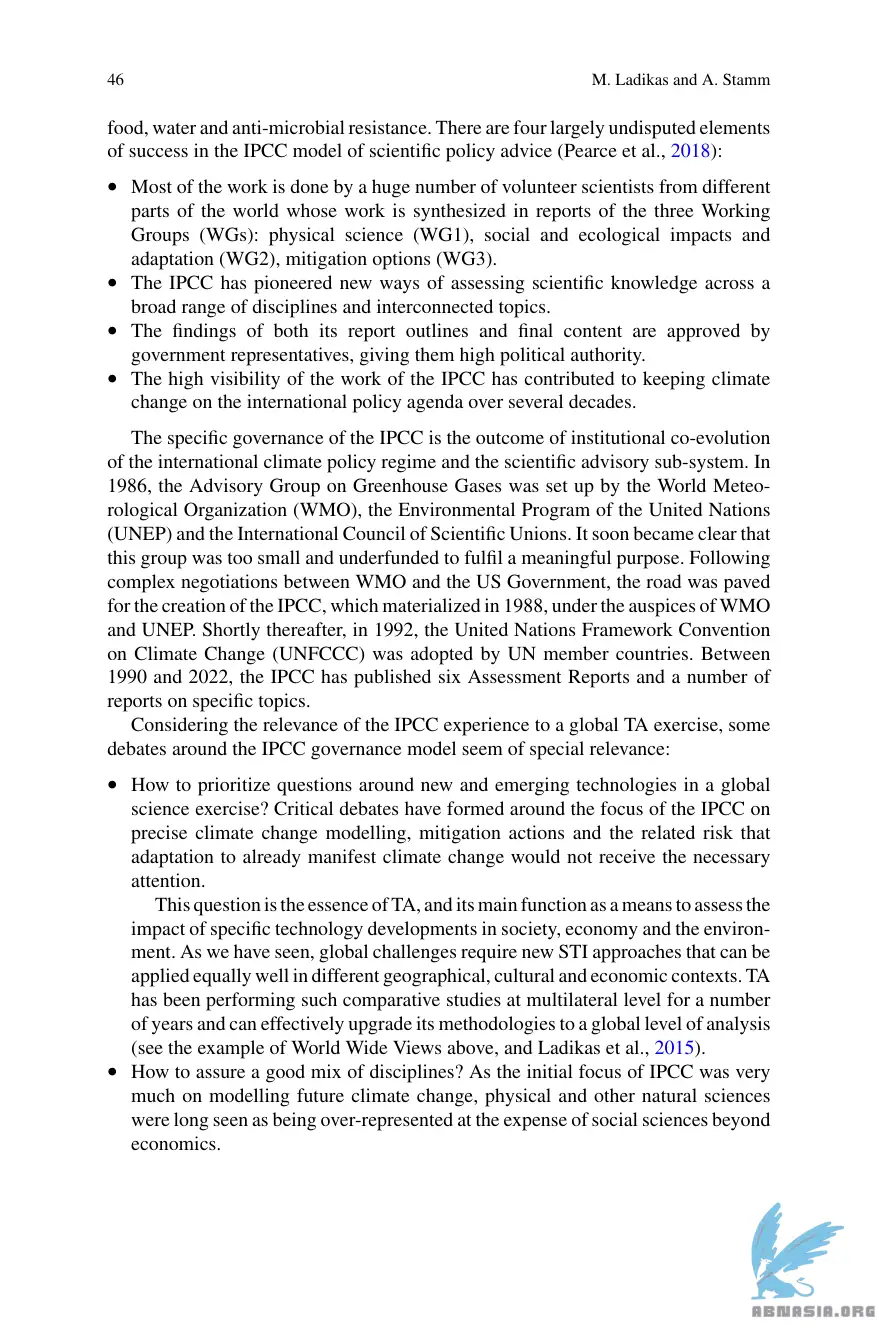 46
M. Ladikas and A. Stamm
food, water and anti-microbial resistance. There are four largely undisputed elements
of success in the IPCC model of scientific policy advice (Pearce et al., 2018):
• Most of the work is done by a huge number of volunteer scientists from different
parts of the world whose work is synthesized in reports of the three Working
Groups (WGs): physical science (WG1), social and ecological impacts and
adaptation (WG2), mitigation options (WG3).
• The IPCC has pioneered new ways of assessing scientific knowledge across a
broad range of disciplines and interconnected topics.
• The findings of both its report outlines and final content are approved by
government representatives, giving them high political authority.
• The high visibility of the work of the IPCC has contributed to keeping climate
change on the international policy agenda over several decades.
The specific governance of the IPCC is the outcome of institutional co-evolution
of the international climate policy regime and the scientific advisory sub-system. In
1986, the Advisory Group on Greenhouse Gases was set up by the World Meteo-
rological Organization (WMO), the Environmental Program of the United Nations
(UNEP) and the International Council of Scientific Unions. It soon became clear that
this group was too small and underfunded to fulfil a meaningful purpose. Following
complex negotiations between WMO and the US Government, the road was paved
for the creation of the IPCC, which materialized in 1988, under the auspices of WMO
and UNEP. Shortly thereafter, in 1992, the United Nations Framework Convention
on Climate Change (UNFCCC) was adopted by UN member countries. Between
1990 and 2022, the IPCC has published six Assessment Reports and a number of
reports on specific topics.
Considering the relevance of the IPCC experience to a global TA exercise, some
debates around the IPCC governance model seem of special relevance:
• How to prioritize questions around new and emerging technologies in a global
science exercise? Critical debates have formed around the focus of the IPCC on
precise climate change modelling, mitigation actions and the related risk that
adaptation to already manifest climate change would not receive the necessary
attention.
This question is the essence of TA, and its main function as a means to assess the
impact of specific technology developments in society, economy and the environ-
ment. As we have seen, global challenges require new STI approaches that can be
applied equally well in different geographical, cultural and economic contexts. TA
has been performing such comparative studies at multilateral level for a number
of years and can effectively upgrade its methodologies to a global level of analysis
(see the example of World Wide Views above, and Ladikas et al., 2015).
• How to assure a good mix of disciplines? As the initial focus of IPCC was very
much on modelling future climate change, physical and other natural sciences
were long seen as being over-represented at the expense of social sciences beyond
economics.
ABNASIA.ORG